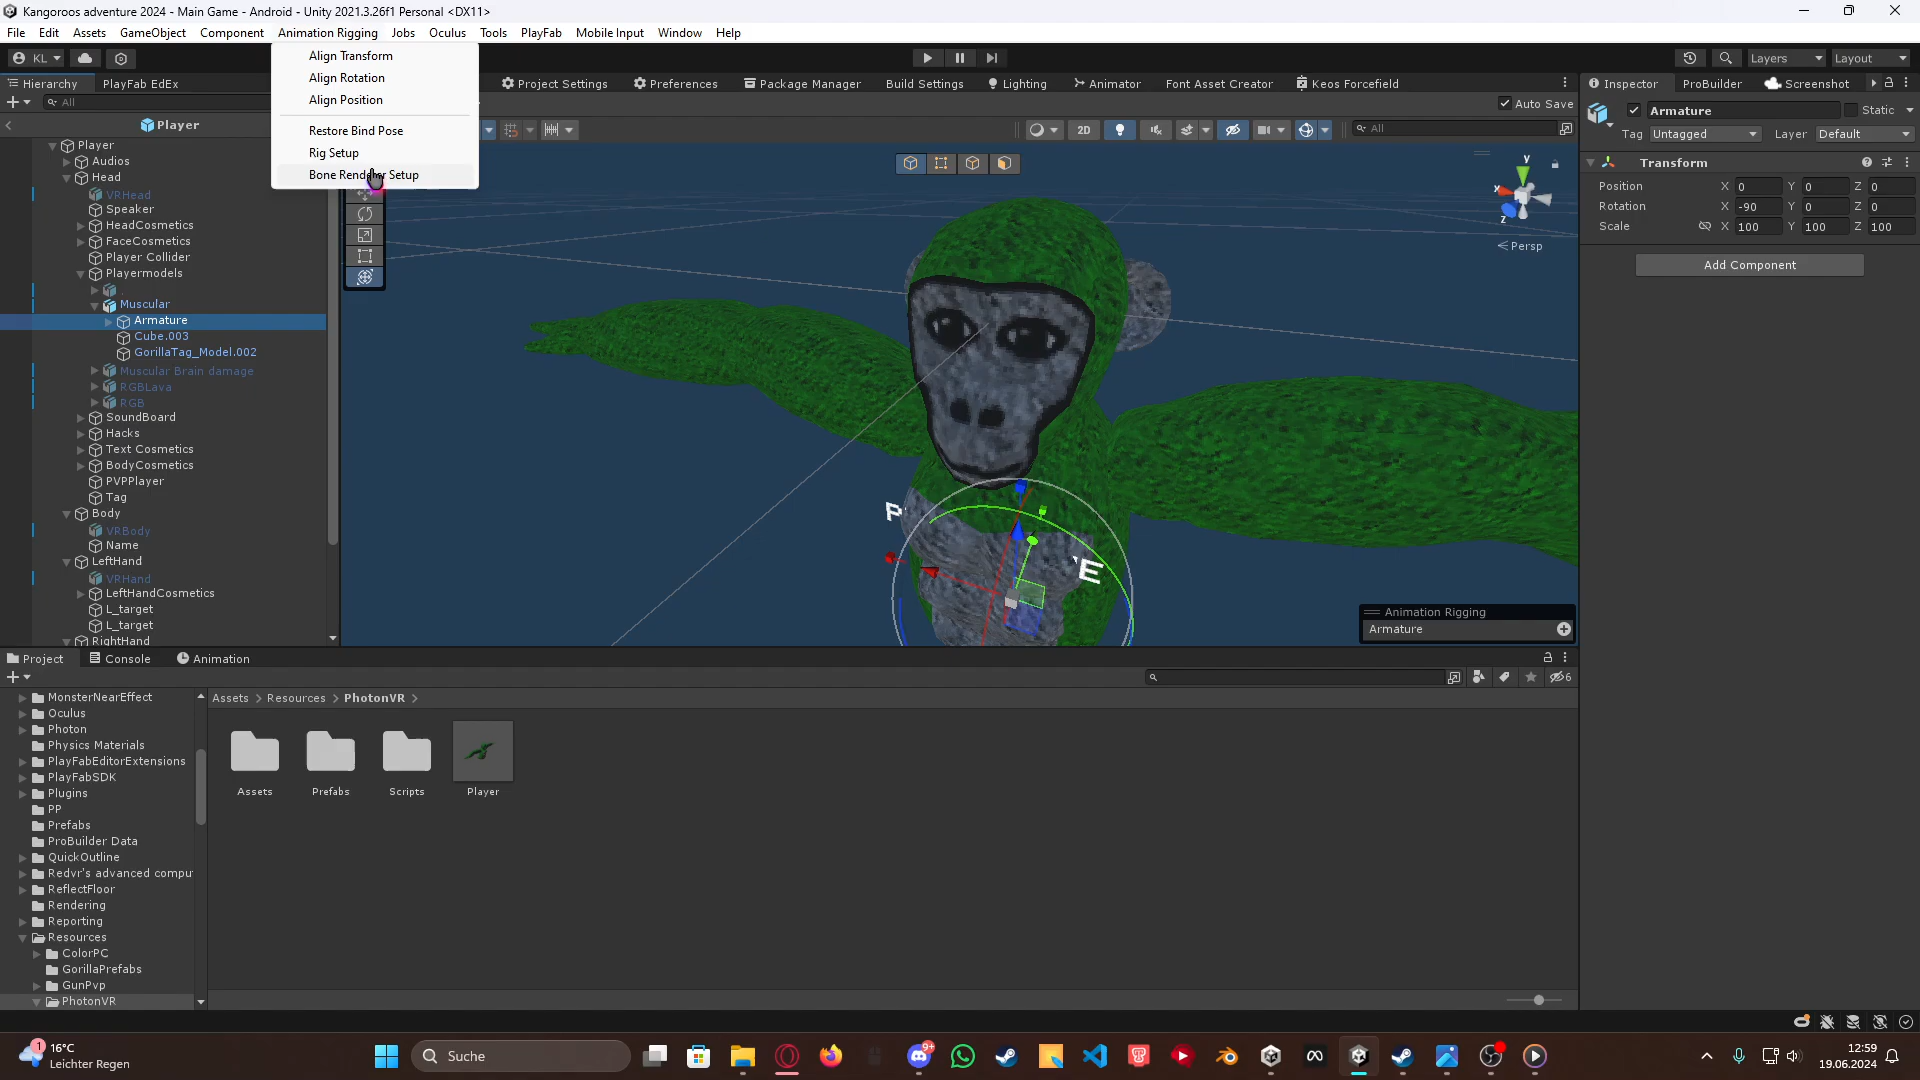 Kangaroos adventure 2024 - Main Game - Android - Unity 2021.3.26f1 Personal <DX11>
File Edit Assets GameObject Component Animation Rigging Jobs Oculus Tools PlayFab Mobile Input Window Help
KL
Layers Layout
Align Transform
Align Rotation
Align Position
Restore Bind Pose
Rig Setup
Bone Renderer Setup
Hierarchy PlayFab EdEx
Project Settings Preferences Package Manager Build Settings Lighting Animator Font Asset Creator Keos Forcefield
Inspector ProBuilder Screenshot
All
Auto Save
Player
2D
All
Player
Audios
Head
VRHead
Speaker
HeadCosmetics
FaceCosmetics
Player Collider
Playermodels
.
Muscular
Armature
Cube.003
GorillaTag_Model.002
Muscular Brain damage
RGBLava
RGB
SoundBoard
Hacks
Text Cosmetics
BodyCosmetics
PVPPlayer
Tag
Body
VRBody
Name
LeftHand
VRHand
LeftHandCosmetics
L_target
L_target
RightHand
y
x
z
Persp
P
E
Animation Rigging
Armature
Armature Static
Tag Untagged Layer Default
Transform
Position X 0 Y 0 Z 0
Rotation X -90 Y 0 Z 0
Scale X 100 Y 100 Z 100
Add Component
Project Console Animation
6
MonsterNearEffect
Oculus
Photon
Physics Materials
PlayFabEditorExtensions
PlayFabSDK
Plugins
PP
Prefabs
ProBuilder Data
QuickOutline
Redvr's advanced compu
ReflectFloor
Rendering
Reporting
Resources
ColorPC
GorillaPrefabs
GunPvp
PhotonVR
Assets > Resources > PhotonVR >
Assets Prefabs Scripts Player
1
16°C
Leichter Regen
Suche
9+
12:59
19.06.2024